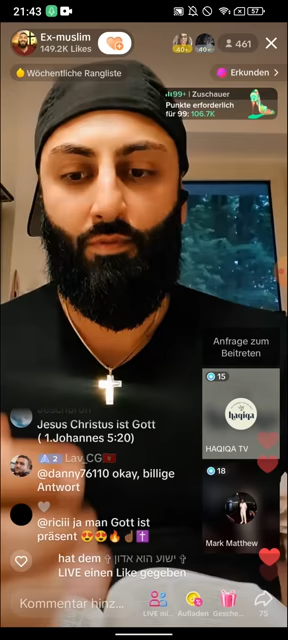 21:43
57
Ex-muslim
149.2K Likes
40+
40+
461
Wöchentliche Rangliste
Erkunden
99+ | Zuschauer
Punkte erforderlich
für 99: 106.7K
Anfrage zum
Beitreten
15
haqiqa
HAQIQA TV
18
Mark Matthew
Jesus Christus ist Gott
( 1.Johannes 5:20)
2 Lav_CG🇲🇦
@danny76110 okay, billige
Antwort
🩶
@riciii ja man Gott ist
präsent 😍😍🔥☝🏾✝️
hat dem ✞ ישוע הוא אדון ✞
LIVE einen Like gegeben
Kommentar hinz...
LIVE mi...
Aufladen
Gesche...
75